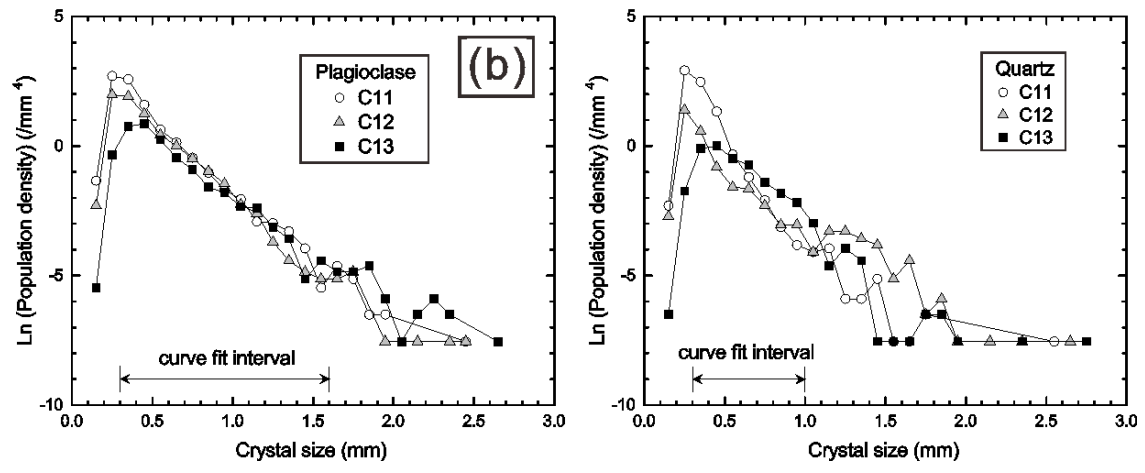 5
0
-5
-10
Ln (Population density) (/mm 4)
(b)
Plagioclase
C11
C12
C13
curve fit interval
0.0 0.5 1.0 1.5 2.0 2.5 3.0
Crystal size (mm)
5
0
-5
-10
Ln (Population density) (/mm 4)
Quartz
C11
C12
C13
curve fit interval
0.0 0.5 1.0 1.5 2.0 2.5 3.0
Crystal size (mm)